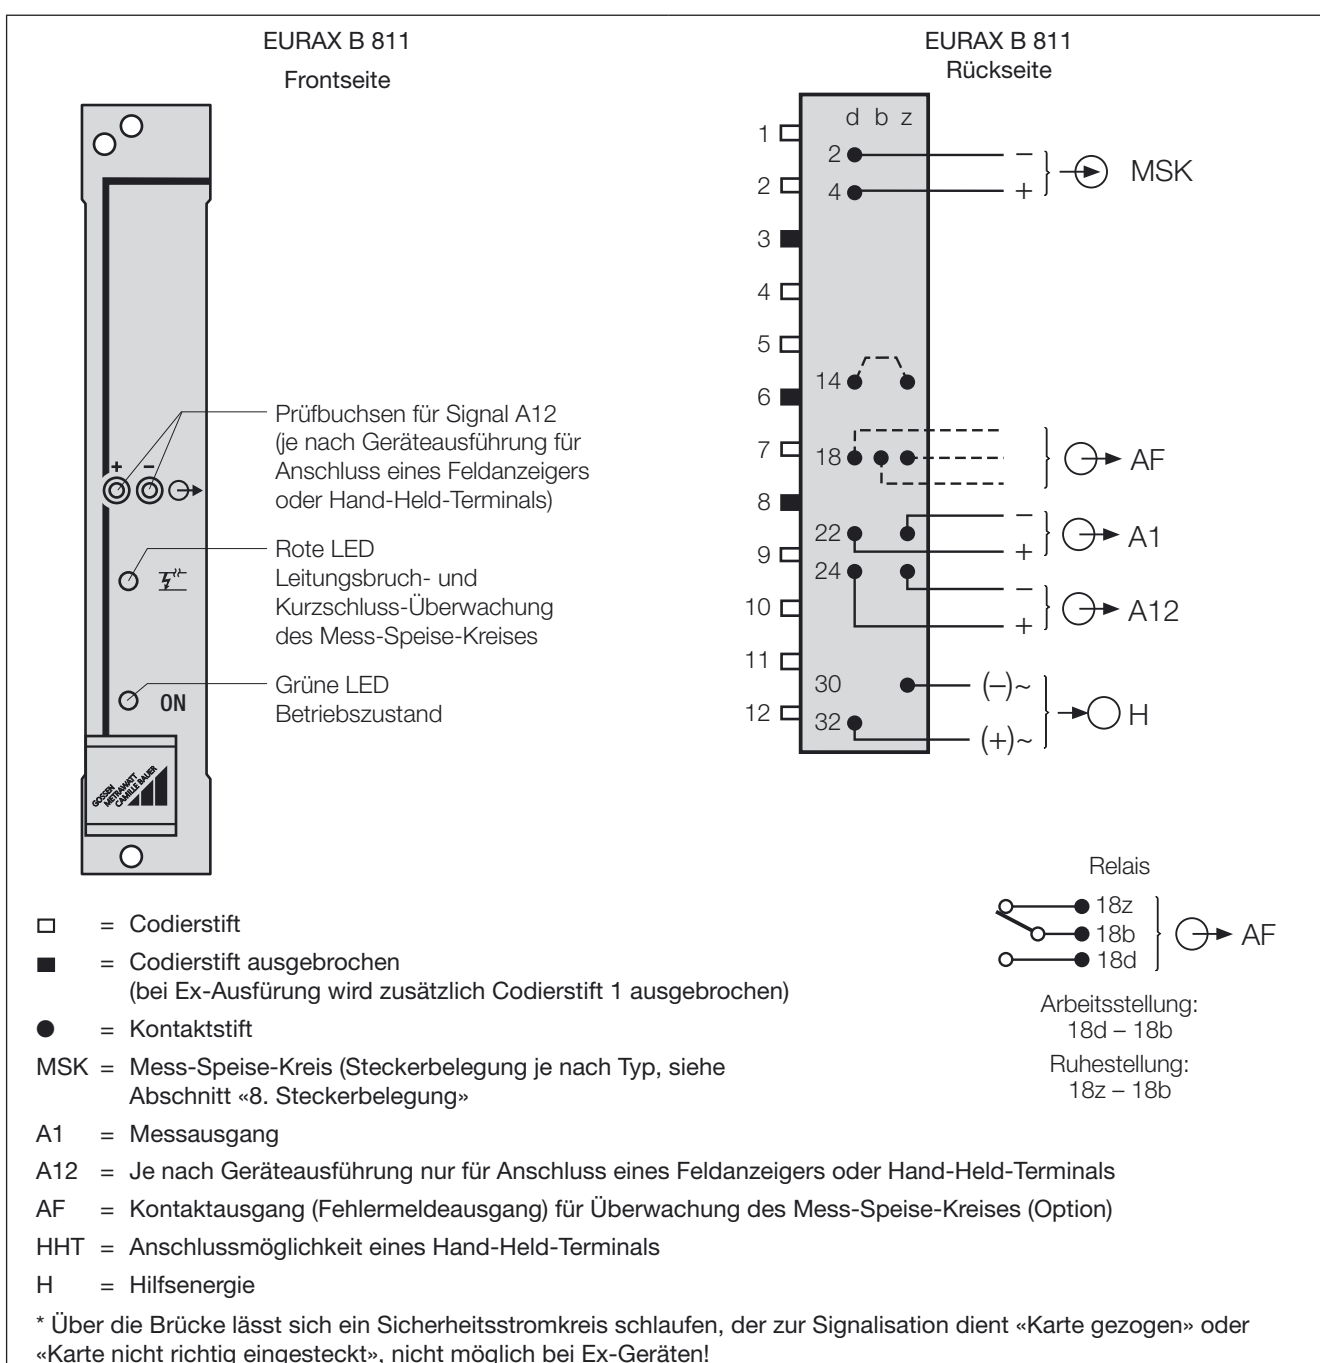 EURAX B 811
Frontseite
+ −
Prüfbuchsen für Signal A12
(je nach Geräteausführung für
Anschluss eines Feldanzeigers
oder Hand-Held-Terminals)
Rote LED
Leitungsbruch- und
Kurzschluss-Überwachung
des Mess-Speise-Kreises
ON
Grüne LED
Betriebszustand
GOSSEN
METRAWATT
CAMILLE BAUER
EURAX B 811
Rückseite
d b z
1
2
3
4
5
6
7
8
9
10
11
12
2 −
4 +
MSK
14
18
AF
22 −
+
A1
24 −
+
A12
30 (−)~
32 (+)~
H
Relais
18z
18b
18d
AF
Arbeitsstellung:
18d – 18b
Ruhestellung:
18z – 18b
= Codierstift
= Codierstift ausgebrochen
(bei Ex-Ausfürung wird zusätzlich Codierstift 1 ausgebrochen)
= Kontaktstift
MSK = Mess-Speise-Kreis (Steckerbelegung je nach Typ, siehe
Abschnitt «8. Steckerbelegung»
A1 = Messausgang
A12 = Je nach Geräteausführung nur für Anschluss eines Feldanzeigers oder Hand-Held-Terminals
AF = Kontaktausgang (Fehlermeldeausgang) für Überwachung des Mess-Speise-Kreises (Option)
HHT = Anschlussmöglichkeit eines Hand-Held-Terminals
H = Hilfsenergie
* Über die Brücke lässt sich ein Sicherheitsstromkreis schlaufen, der zur Signalisation dient «Karte gezogen» oder
«Karte nicht richtig eingesteckt», nicht möglich bei Ex-Geräten!